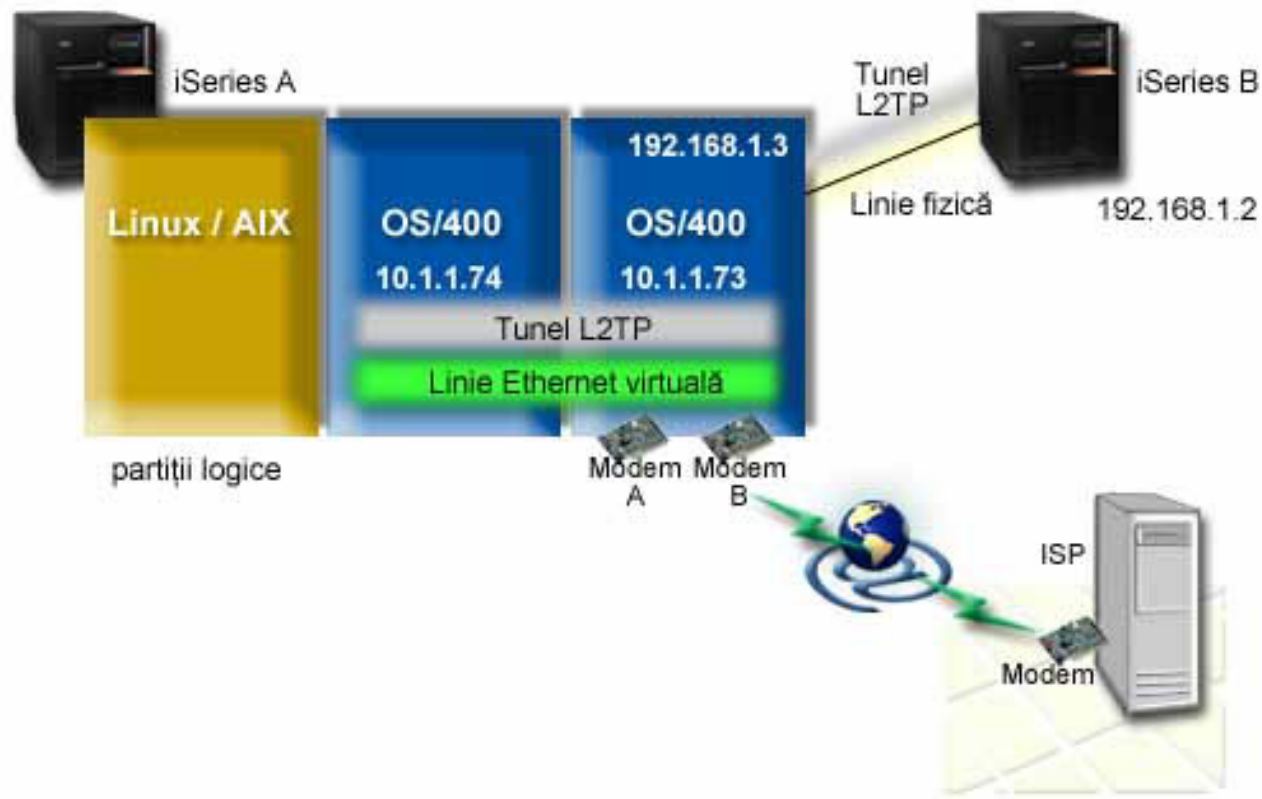 iSeries A
Tunel
L2TP
iSeries B
192.168.1.3
Linux / AIX
OS/400
OS/400
Linie fizică
192.168.1.2
10.1.1.74
10.1.1.73
Tunel L2TP
Linie Ethernet virtuală
partiții logice
Modem
A
Modem
B
ISP
Modem